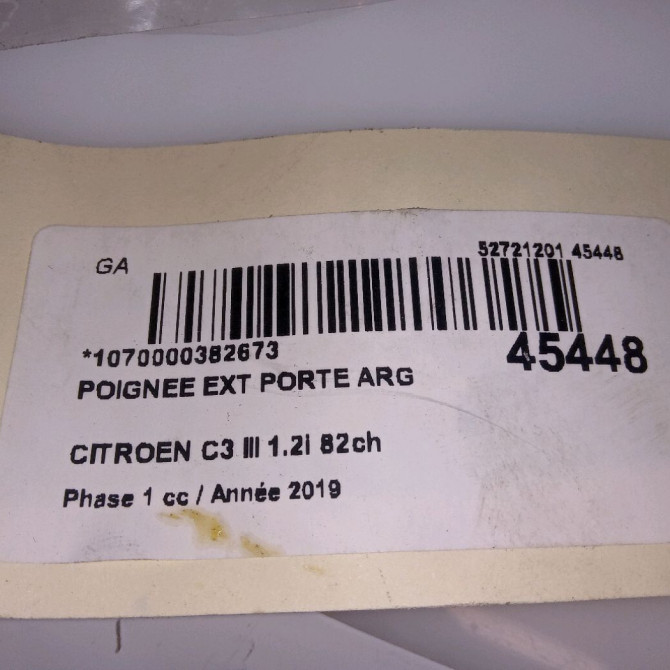 GA
52721201 45448
*1070000382673
45448
POIGNEE EXT PORTE ARG
CITROEN C3 III 1.2i 82ch
Phase 1 cc / Année 2019